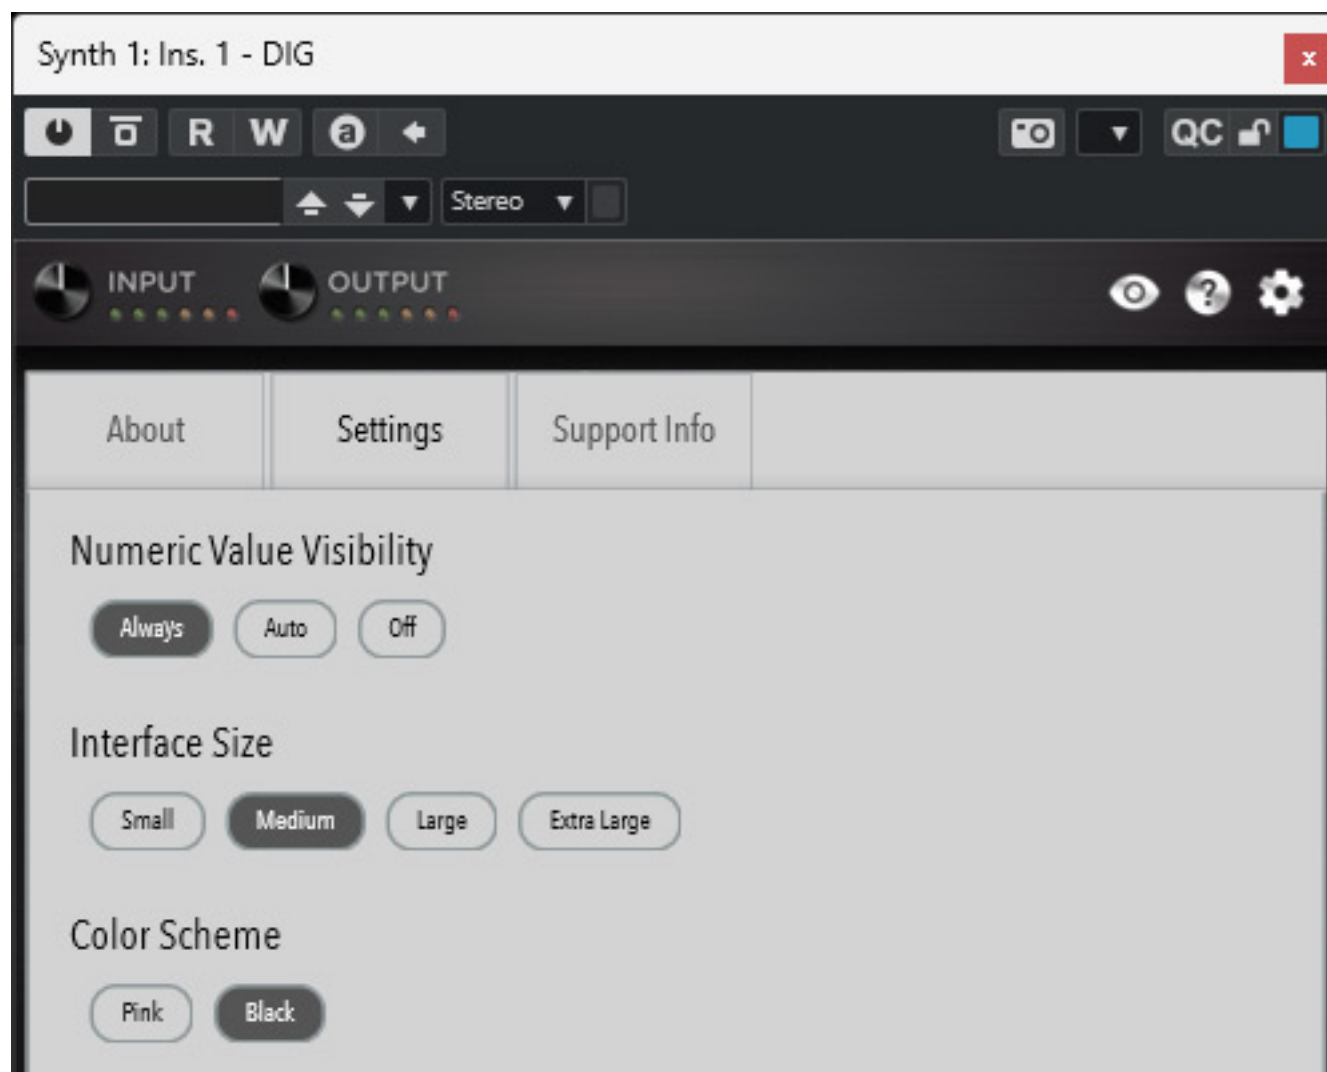 Synth 1: Ins. 1 - DIG
x
R W a QC
Stereo
INPUT OUTPUT ?
About Settings Support Info
Numeric Value Visibility
Always Auto Off
Interface Size
Small Medium Large Extra Large
Color Scheme
Pink Black